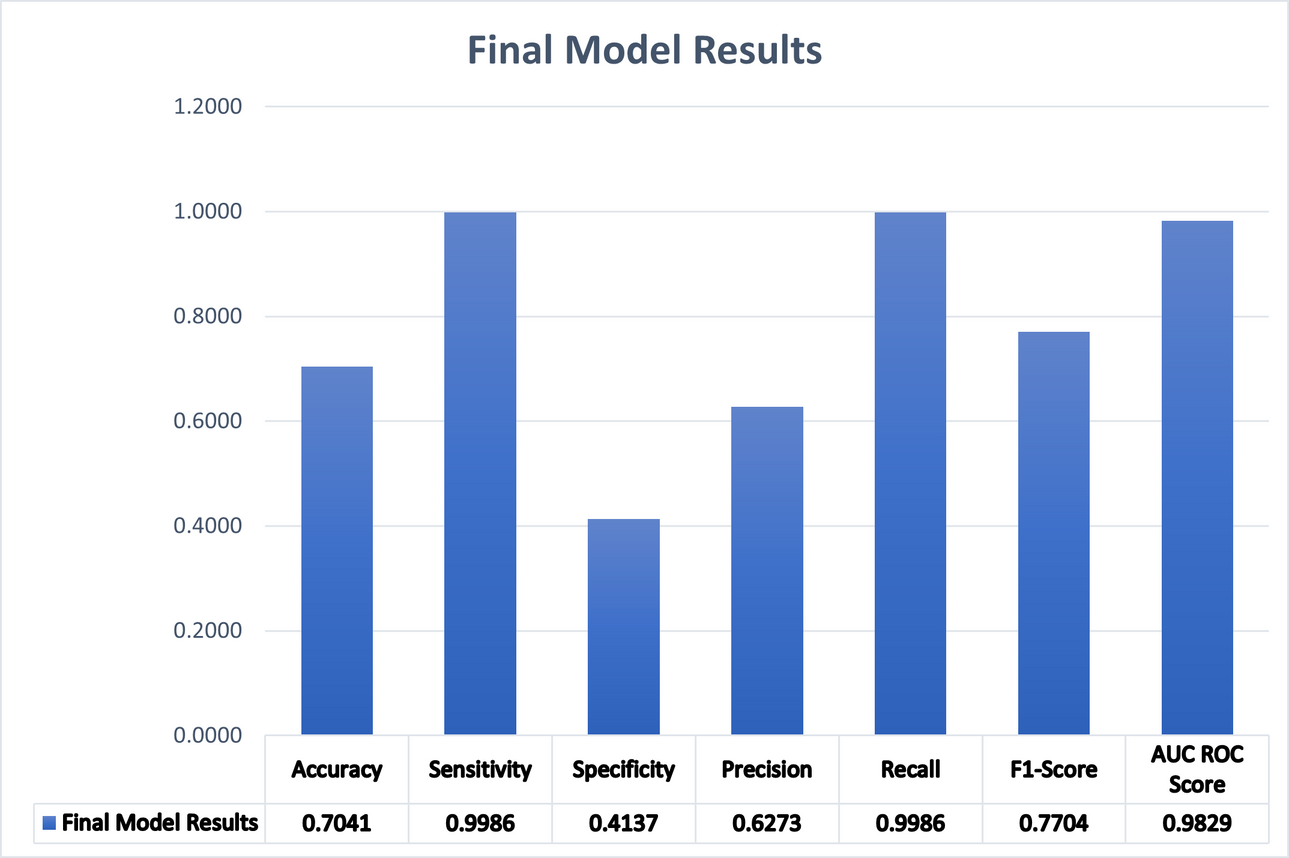 Final Model Results
1.2000
1.0000
0.8000
0.6000
0.4000
0.2000
0.0000
Accuracy Sensitivity Specificity Precision Recall F1-Score AUC ROC
Score
Final Model Results 0.7041 0.9986 0.4137 0.6273 0.9986 0.7704 0.9829